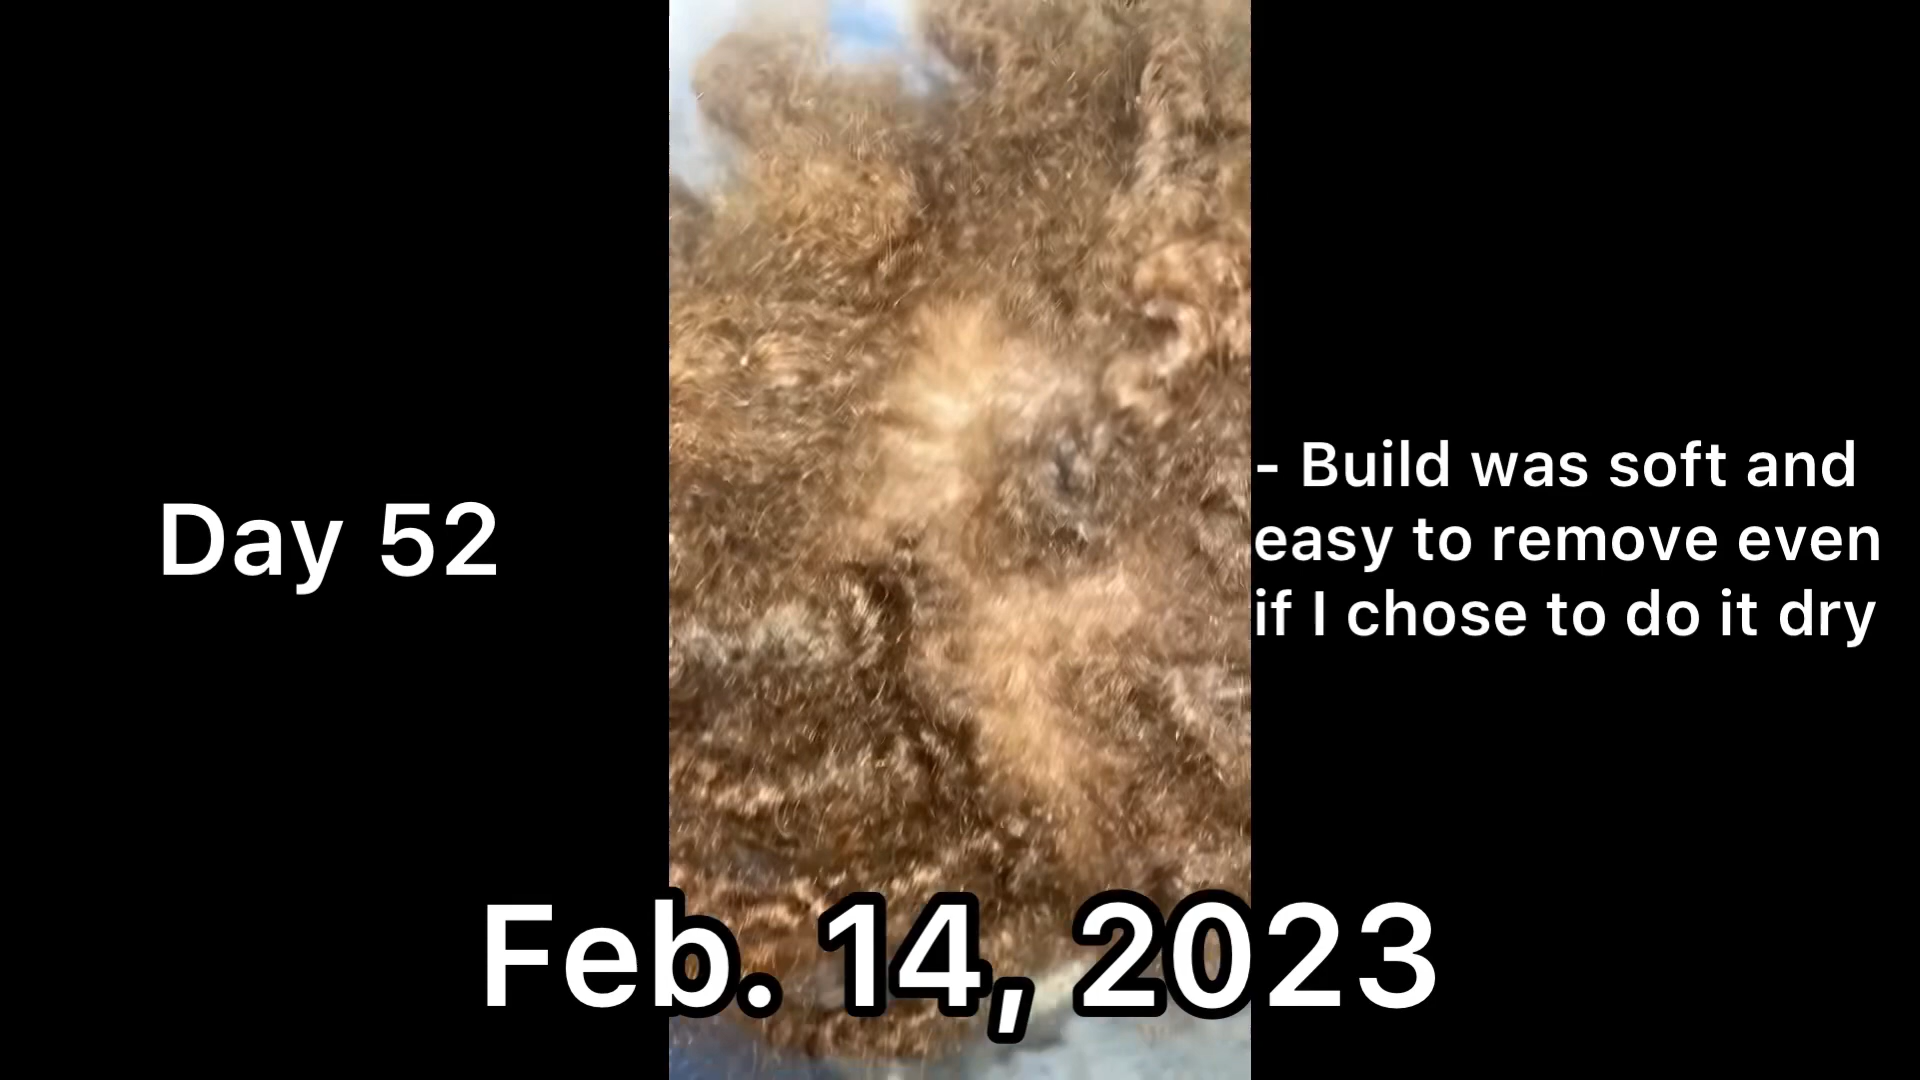 Day 52
- Build was soft and
easy to remove even
if I chose to do it dry
Feb. 14, 2023